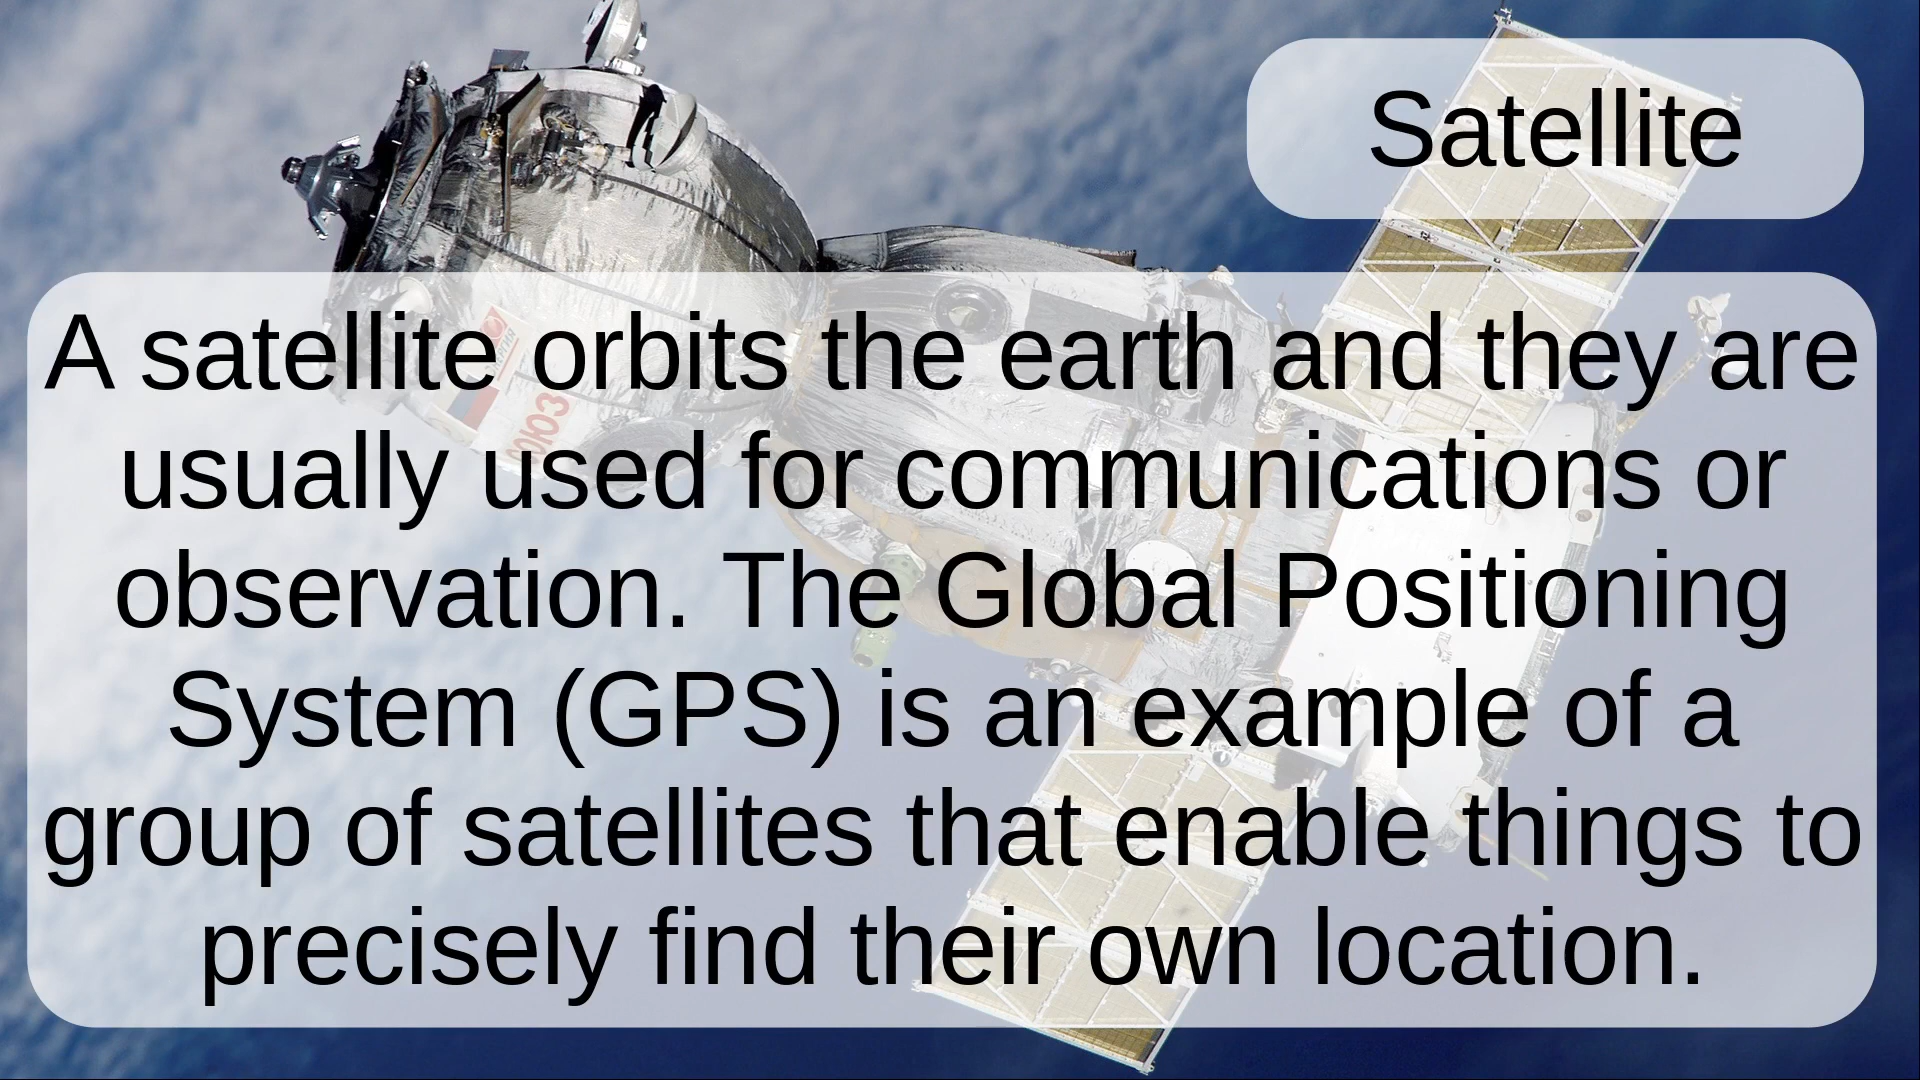 Satellite
A satellite orbits the earth and they are
usually used for communications or
observation. The Global Positioning
System (GPS) is an example of a
group of satellites that enable things to
precisely find their own location.